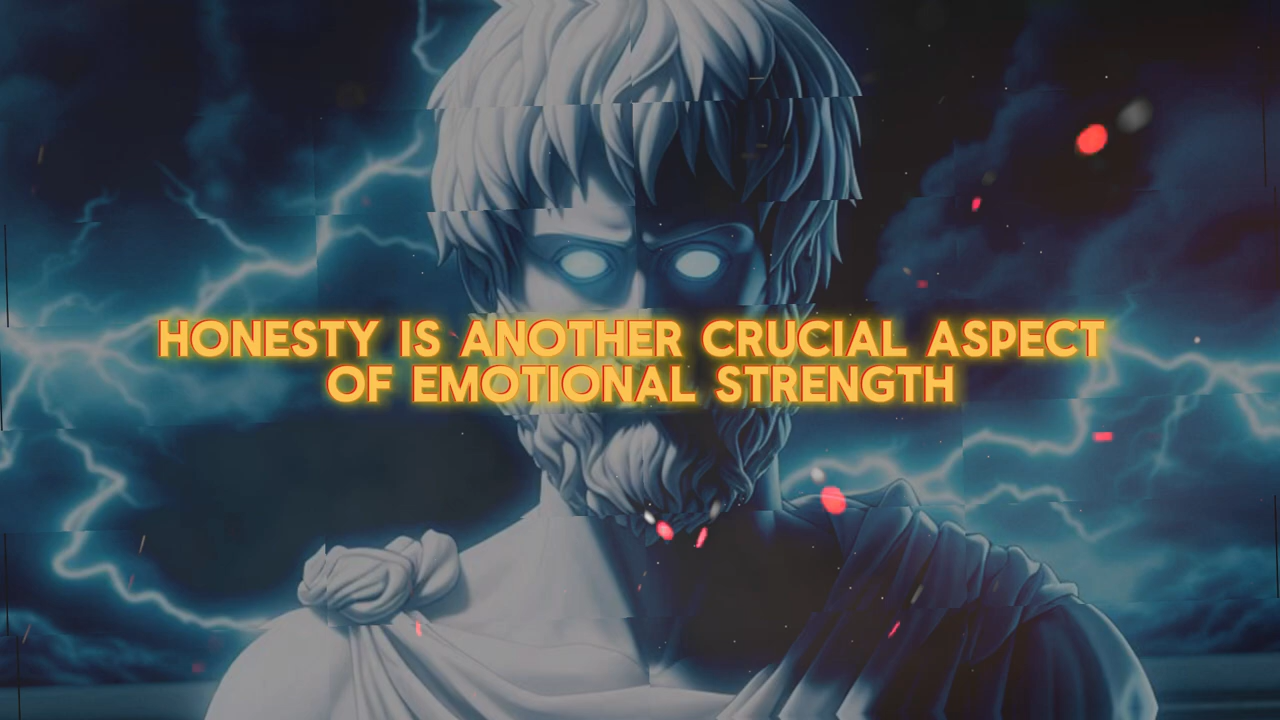 HONESTY IS ANOTHER CRUCIAL ASPECT
OF EMOTIONAL STRENGTH